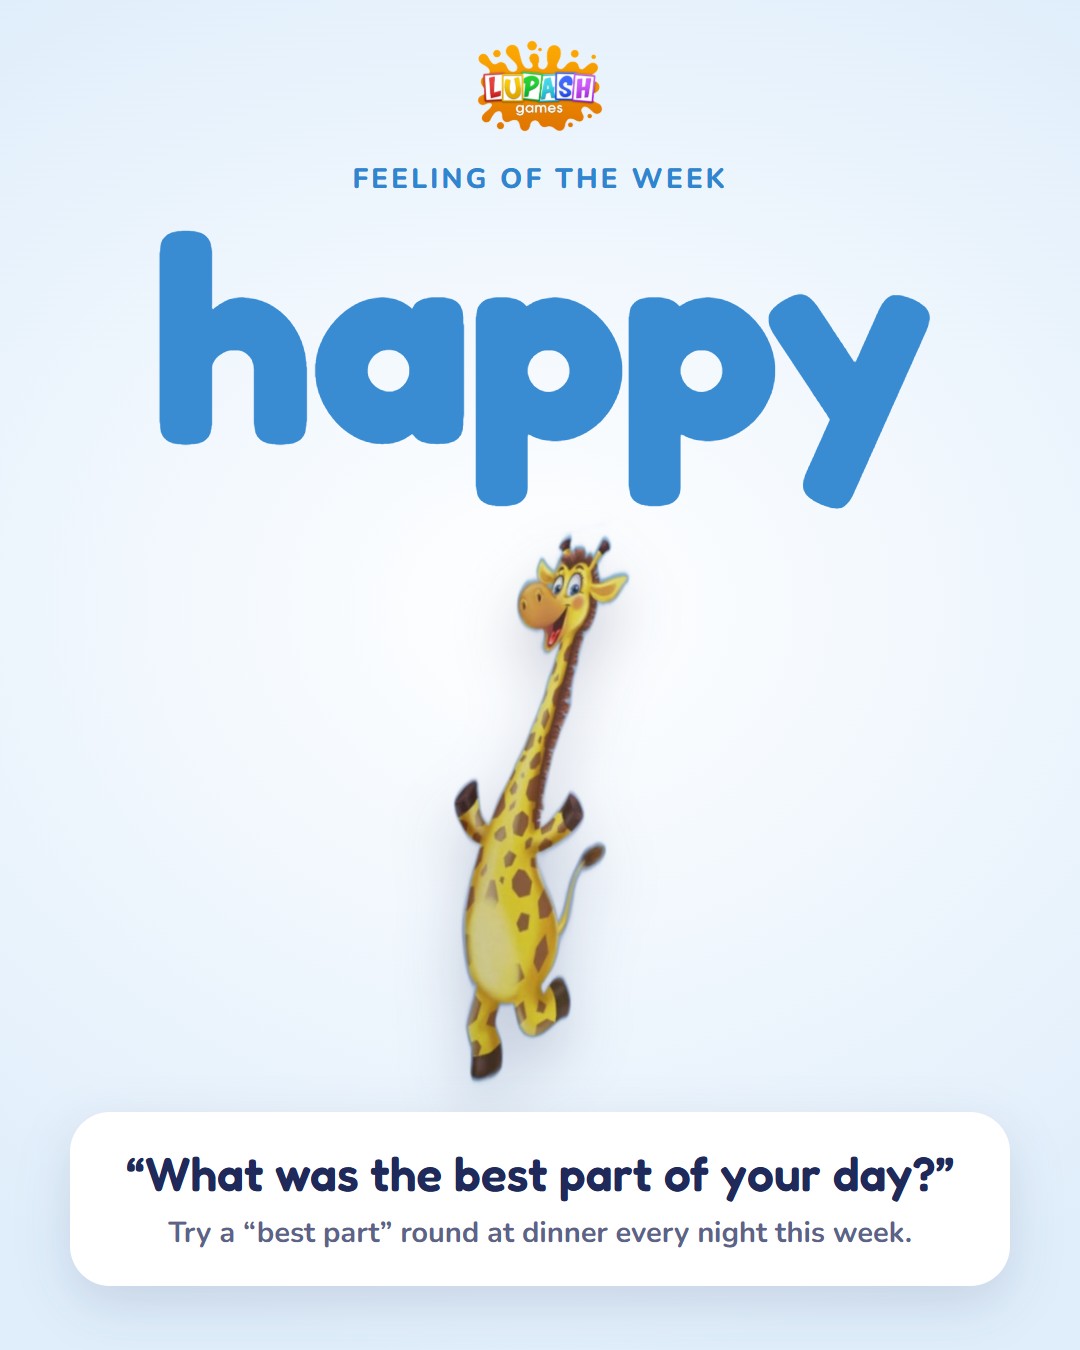 LUPASH
games
FEELING OF THE WEEK
happy
“What was the best part of your day?”
Try a “best part” round at dinner every night this week.